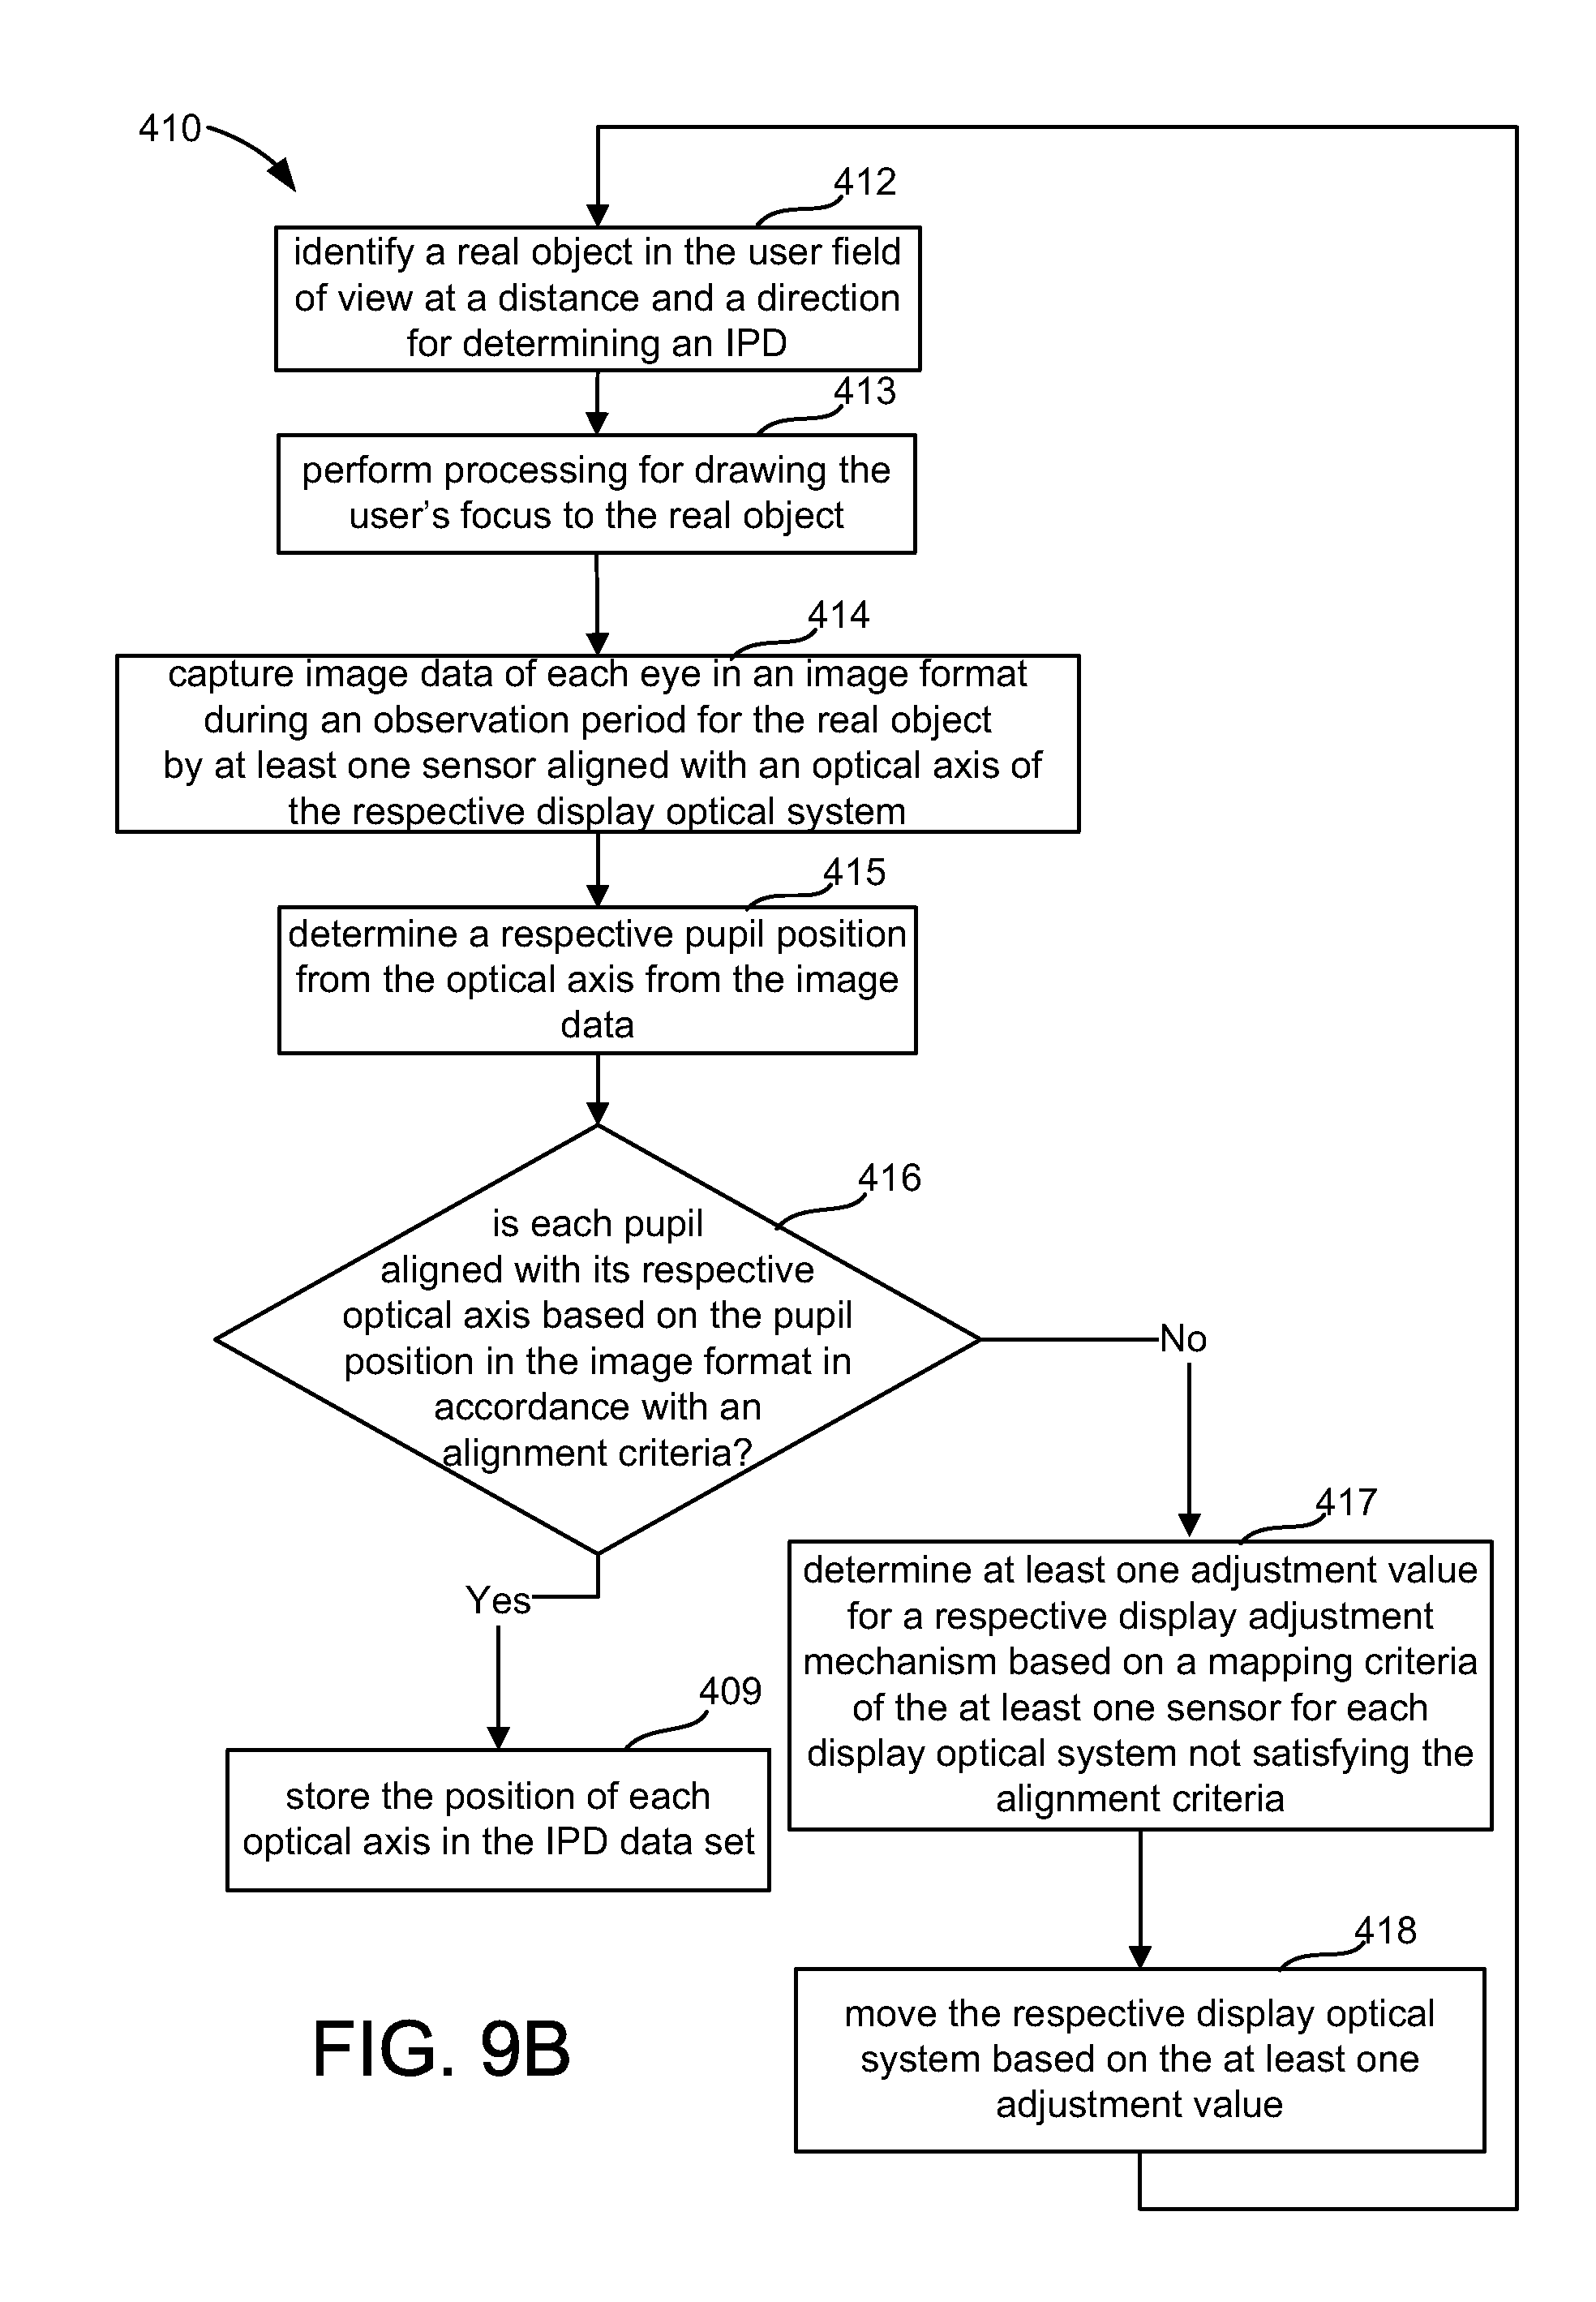 410
412
identify a real object in the user field
of view at a distance and a direction
for determining an IPD
413
perform processing for drawing the
user’s focus to the real object
414
capture image data of each eye in an image format
during an observation period for the real object
by at least one sensor aligned with an optical axis of
the respective display optical system
415
determine a respective pupil position
from the optical axis from the image
data
416
is each pupil
aligned with its respective
optical axis based on the pupil
position in the image format in
accordance with an
alignment criteria?
No
Yes
417
determine at least one adjustment value
for a respective display adjustment
mechanism based on a mapping criteria
of the at least one sensor for each
display optical system not satisfying the
alignment criteria
409
store the position of each
optical axis in the IPD data set
418
move the respective display optical
system based on the at least one
adjustment value
FIG. 9B